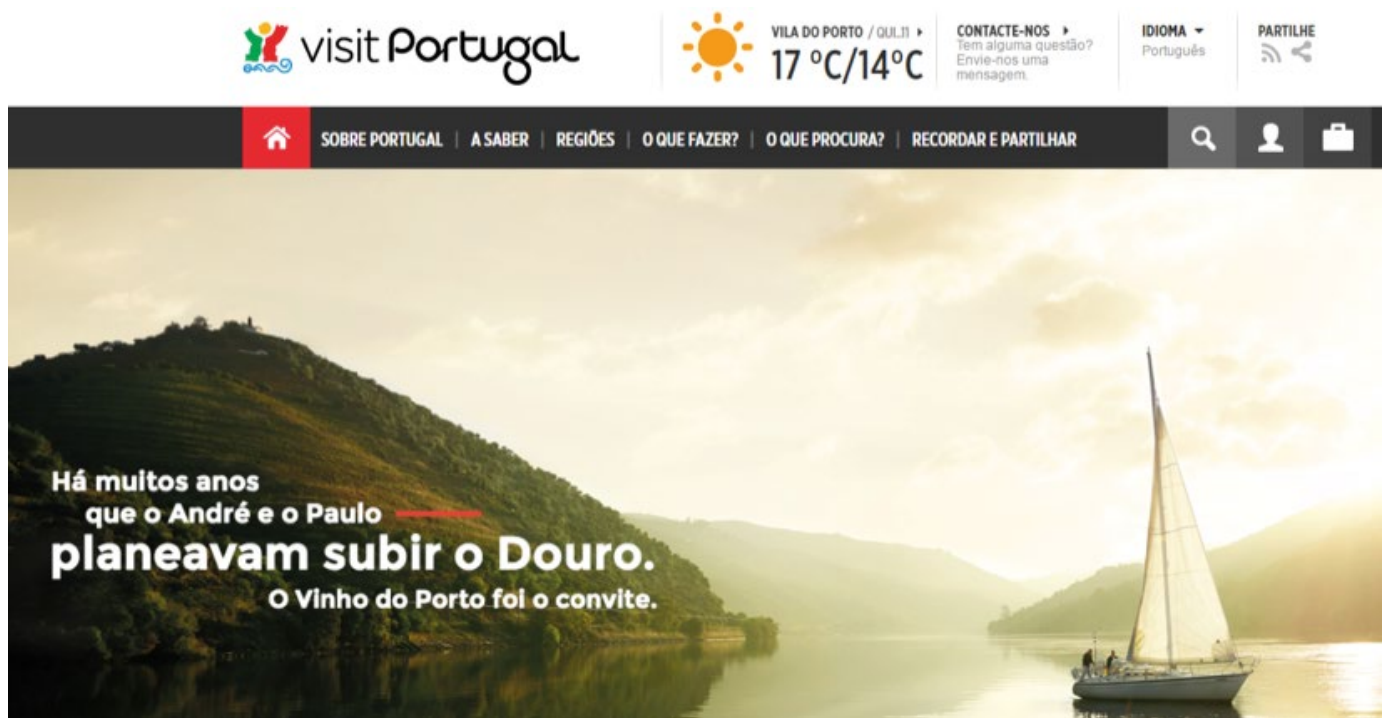 visit Portugal
VILA DO PORTO / QUI.11
17 ºC/14ºC
CONTACTE-NOS
Tem alguma questão?
Envie-nos uma
mensagem.
IDIOMA
Português
PARTILHE
SOBRE PORTUGAL | A SABER | REGIÕES | O QUE FAZER? | O QUE PROCURA? | RECORDAR E PARTILHAR
Há muitos anos
que o André e o Paulo
planeavam subir o Douro.
O Vinho do Porto foi o convite.